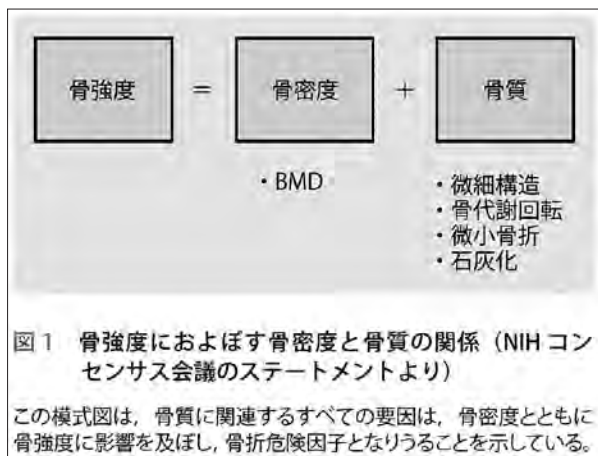 骨強度 = 骨密度 + 骨質
・BMD
・微細構造
・骨代謝回転
・微小骨折
・石灰化
図1 骨強度におよぼす骨密度と骨質の関係（NIH コン
センサス会議のステートメントより）
この模式図は，骨質に関連するすべての要因は，骨密度とともに
骨強度に影響を及ぼし，骨折危険因子となりうることを示している。